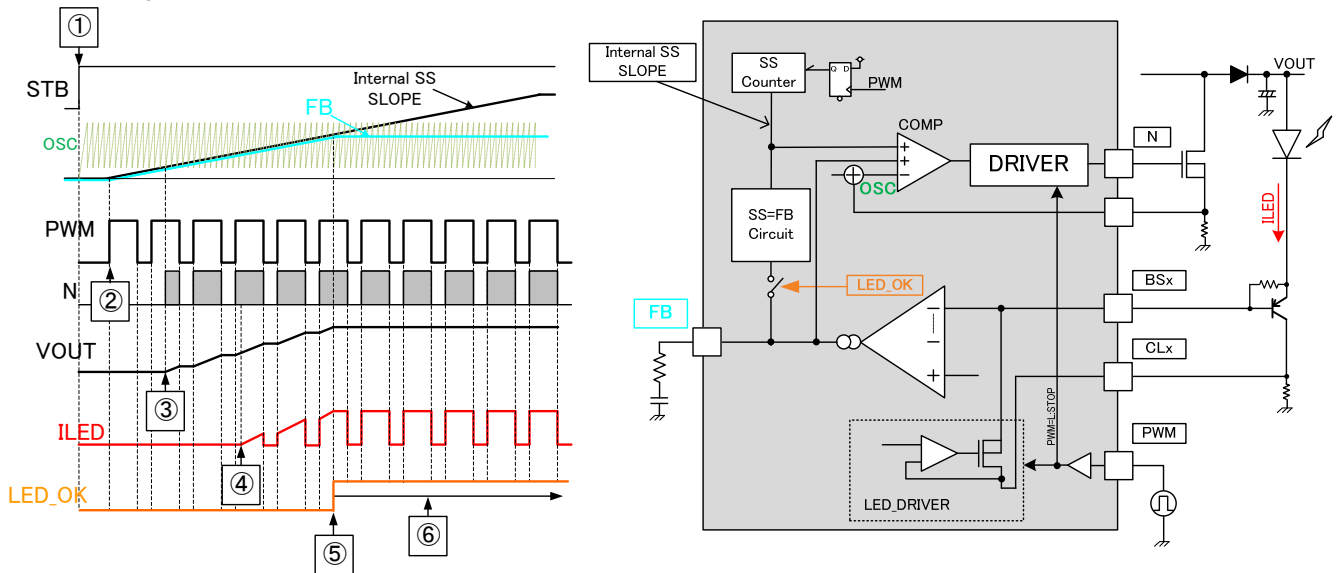 ①
STB
Internal SS
SLOPE
FB
OSC
PWM
②
N
VOUT
③
ILED
④
LED_OK
⑤
⑥
Internal SS
SLOPE
SS
Counter
Q D
PWM
COMP
DRIVER
OSC
SS=FB
Circuit
LED_OK
FB
LED_DRIVER
PWM=L:STOP
N
BSx
CLx
PWM
VOUT
ILED